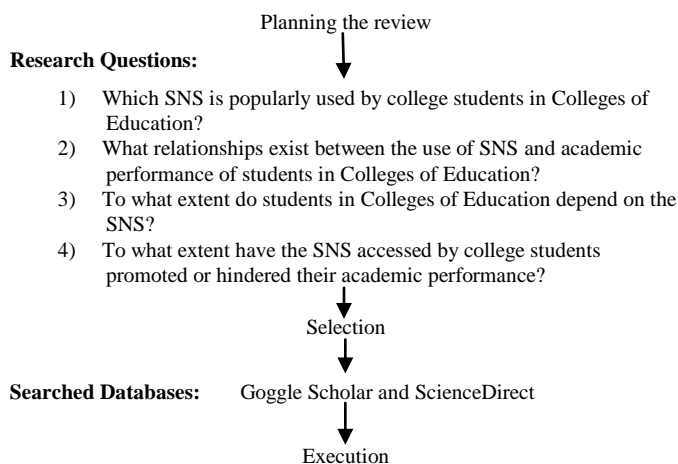 Planning the review
Research Questions:
1) Which SNS is popularly used by college students in Colleges of
Education?
2) What relationships exist between the use of SNS and academic
performance of students in Colleges of Education?
3) To what extent do students in Colleges of Education depend on the
SNS?
4) To what extent have the SNS accessed by college students
promoted or hindered their academic performance?
Selection
Searched Databases: Goggle Scholar and ScienceDirect
Execution